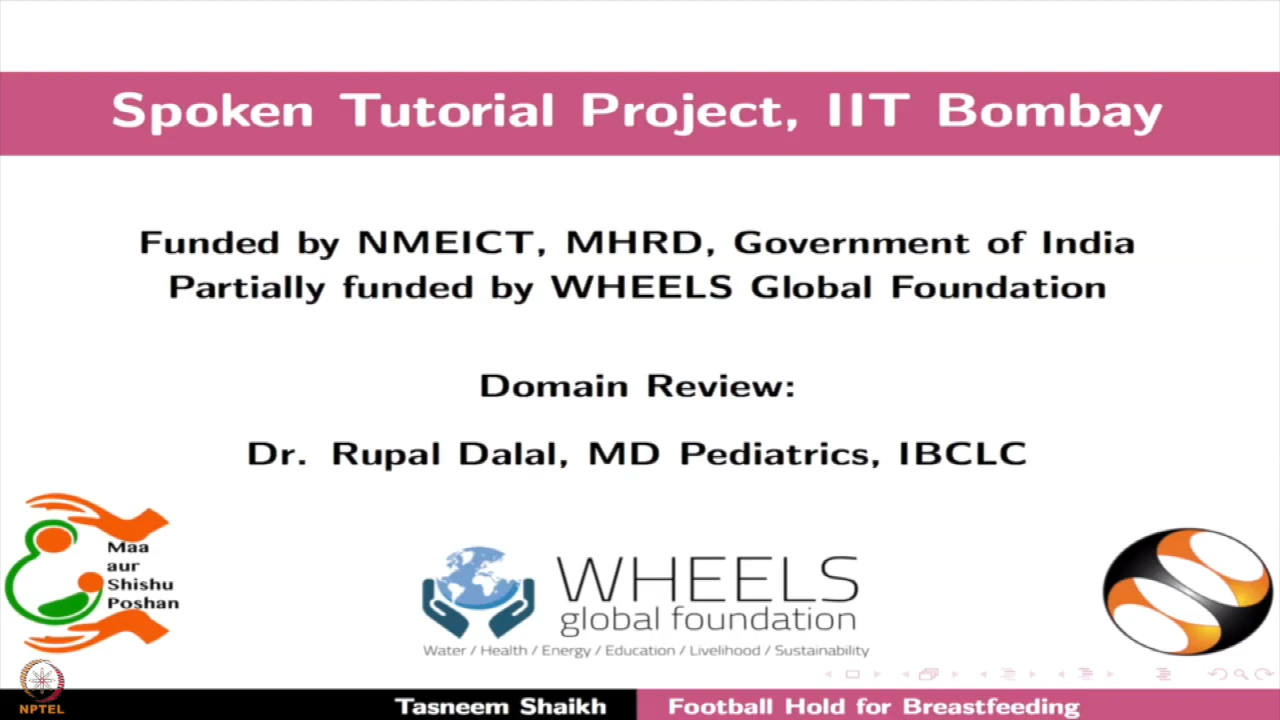 Spoken Tutorial Project, IIT Bombay
Funded by NMEICT, MHRD, Government of India
Partially funded by WHEELS Global Foundation
Domain Review:
Dr. Rupal Dalal, MD Pediatrics, IBCLC
Maa
aur
Shishu
Poshan
WHEELS
global foundation
Water / Health / Energy / Education / Livelihood / Sustainability
NPTEL
Tasneem Shaikh
Football Hold for Breastfeeding